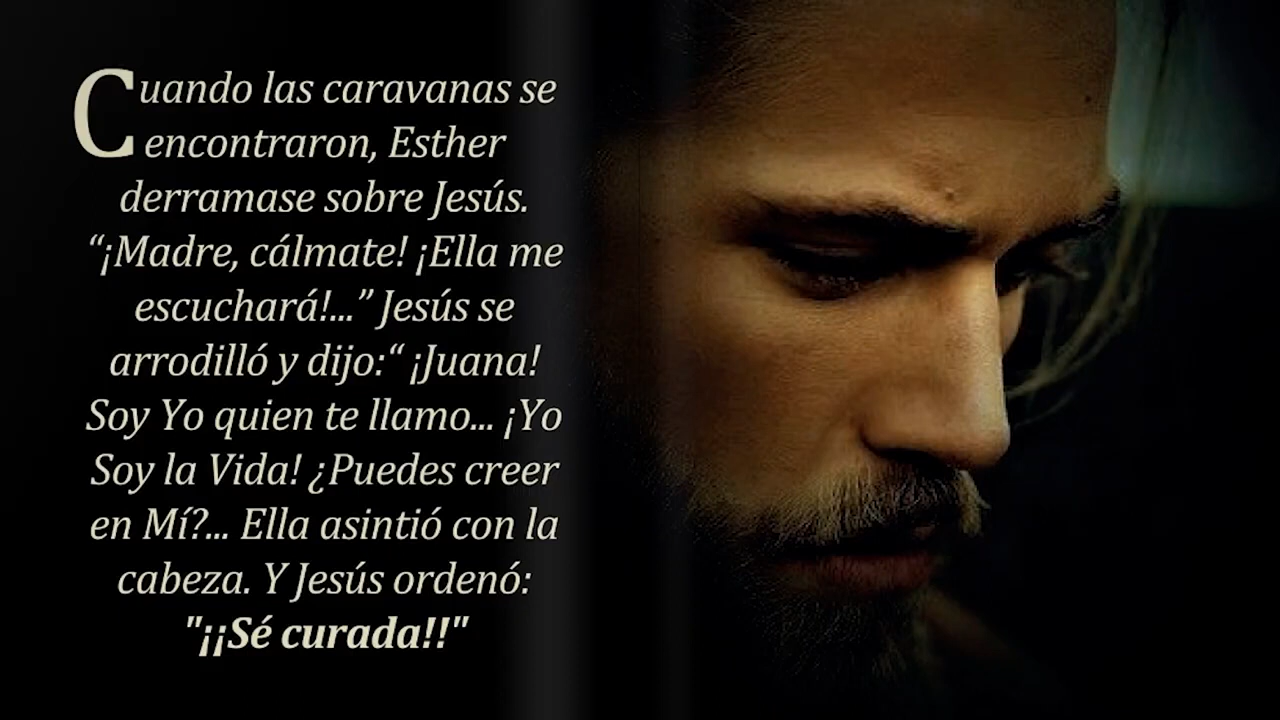 Cuando las caravanas se
encontraron, Esther
derramase sobre Jesús.
“¡Madre, cálmate! ¡Ella me
escuchará!...” Jesús se
arrodilló y dijo:“ ¡Juana!
Soy Yo quien te llamo... ¡Yo
Soy la Vida! ¿Puedes creer
en Mí?... Ella asintió con la
cabeza. Y Jesús ordenó:
"¡¡Sé curada!!"